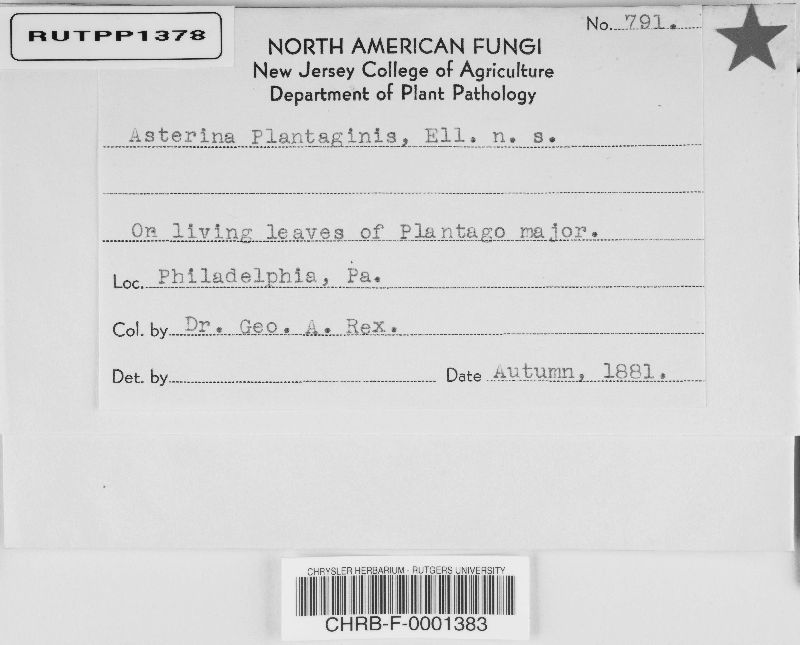 RUTPP1378
No. 791.
NORTH AMERICAN FUNGI
New Jersey College of Agriculture
Department of Plant Pathology
Asterina Plantaginis, Ell. n. s.
On living leaves of Plantago major.
Loc. Philadelphia, Pa.
Col. by Dr. Geo. A. Rex.
Det. by Date Autumn, 1881.
CHRYSLER HERBARIUM - RUTGERS UNIVERSITY
CHRB-F-0001383